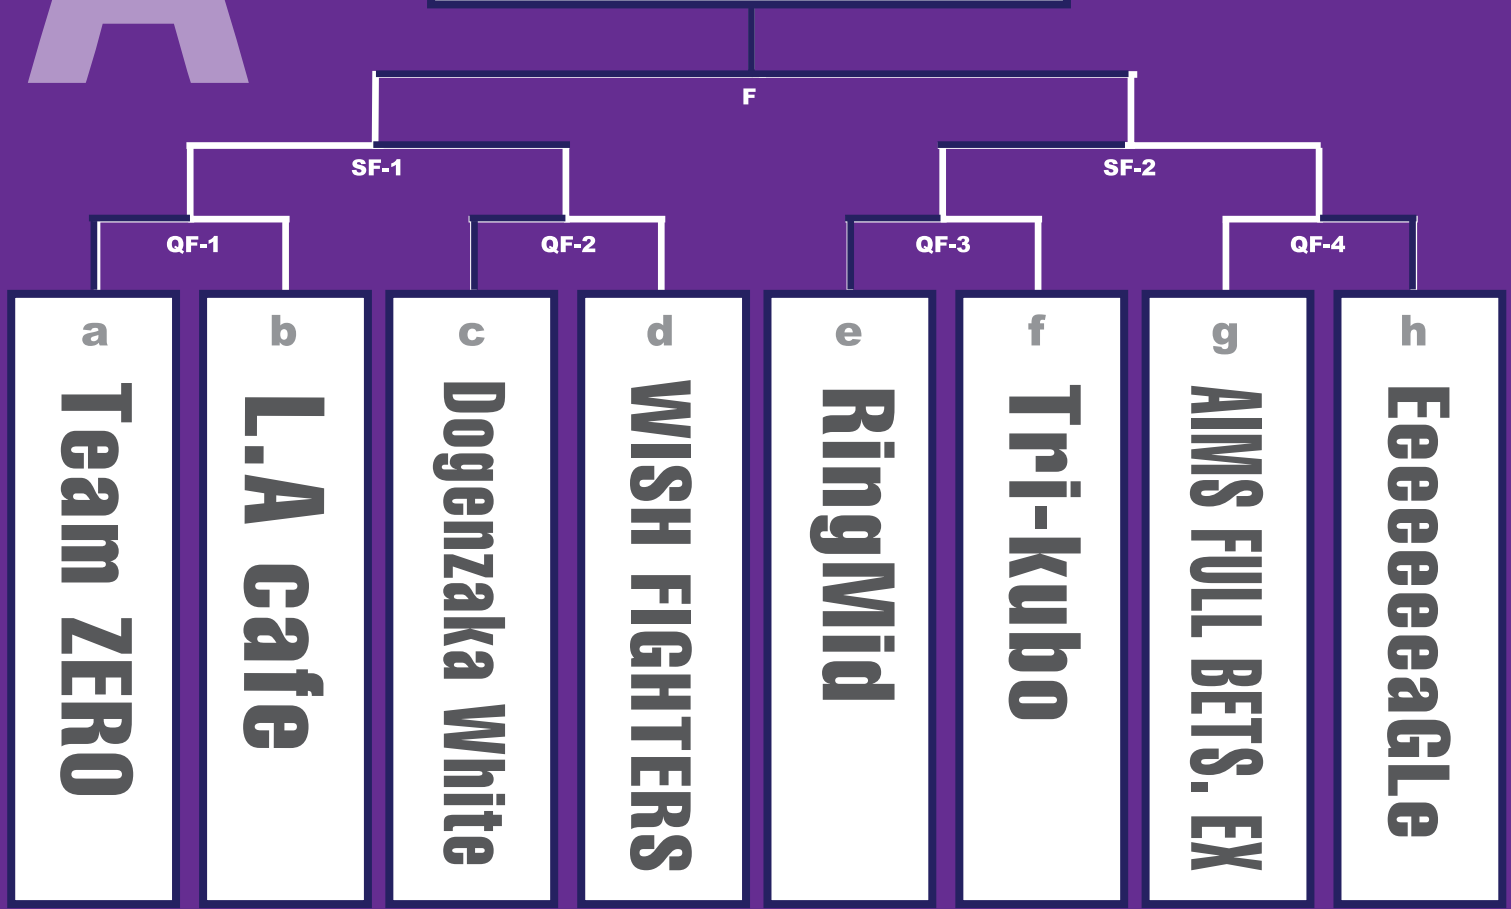 A
F
SF-1
SF-2
QF-1
QF-2
QF-3
QF-4
a
Team ZERO
b
L.A cafe
c
Dogenzaka White
d
WISH FIGHTERS
e
RingMid
f
Tri-kubo
g
AIMS FULL BETS. EX
h
EeeeeeeeaGLe